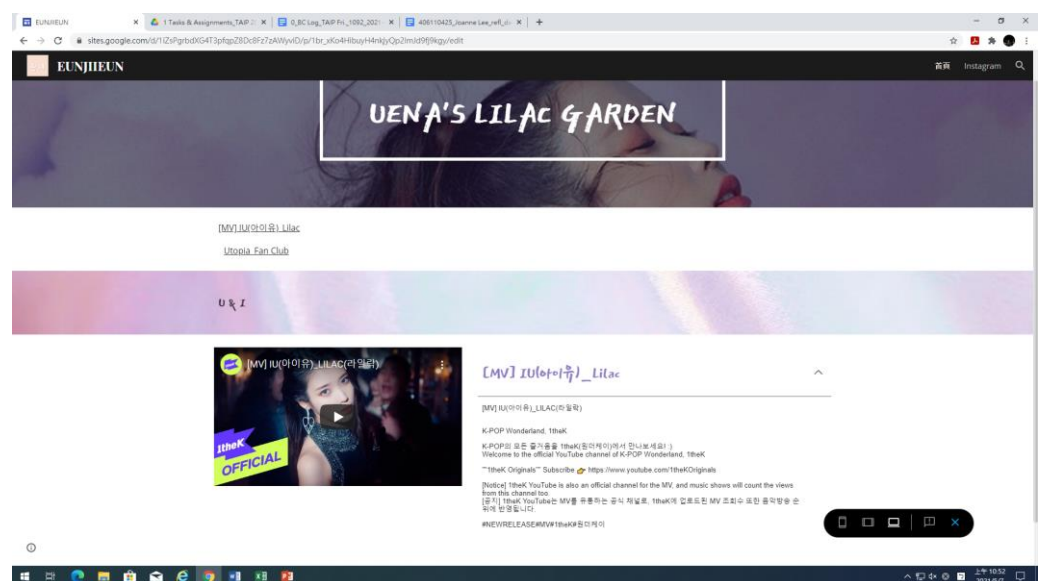 EUNJIIEUN
1 Tasks & Assignments_TAIP 2
0_BC Log_TAIP Fri._1092_2021
406110423_Joanne Lee_refl_d
EUNJIIEUN
首頁
Instagram
UENA'S LILAC GARDEN
[MV] IU(아이유)_Lilac
Utopia_Fan Club
U & I
[MV] IU(아이유)_LILAC(라일락)
1theK
OFFICIAL
[MV] IU(아이유)_Lilac
[MV] IU(아이유)_LILAC(라일락)
K-POP Wonderland, 1theK
K-POP의 모든 즐거움을 1theK(원더케이)에서 만나보세요! :)
Welcome to the official YouTube channel of K-POP Wonderland, 1theK
"1theK Originals" Subscribe 👉 https://www.youtube.com/1theKOriginals
[Notice] 1theK YouTube is also an official channel for the MV, and music shows will count the views
from this channel too.
[공지] 1theK YouTube는 MV를 유통하는 공식 채널로, 1theK에 업로드된 MV 조회수 또한 음악방송 순
위에 반영됩니다.
#NEWRELEASE#MV#1theK#원더케이
上午 10:52